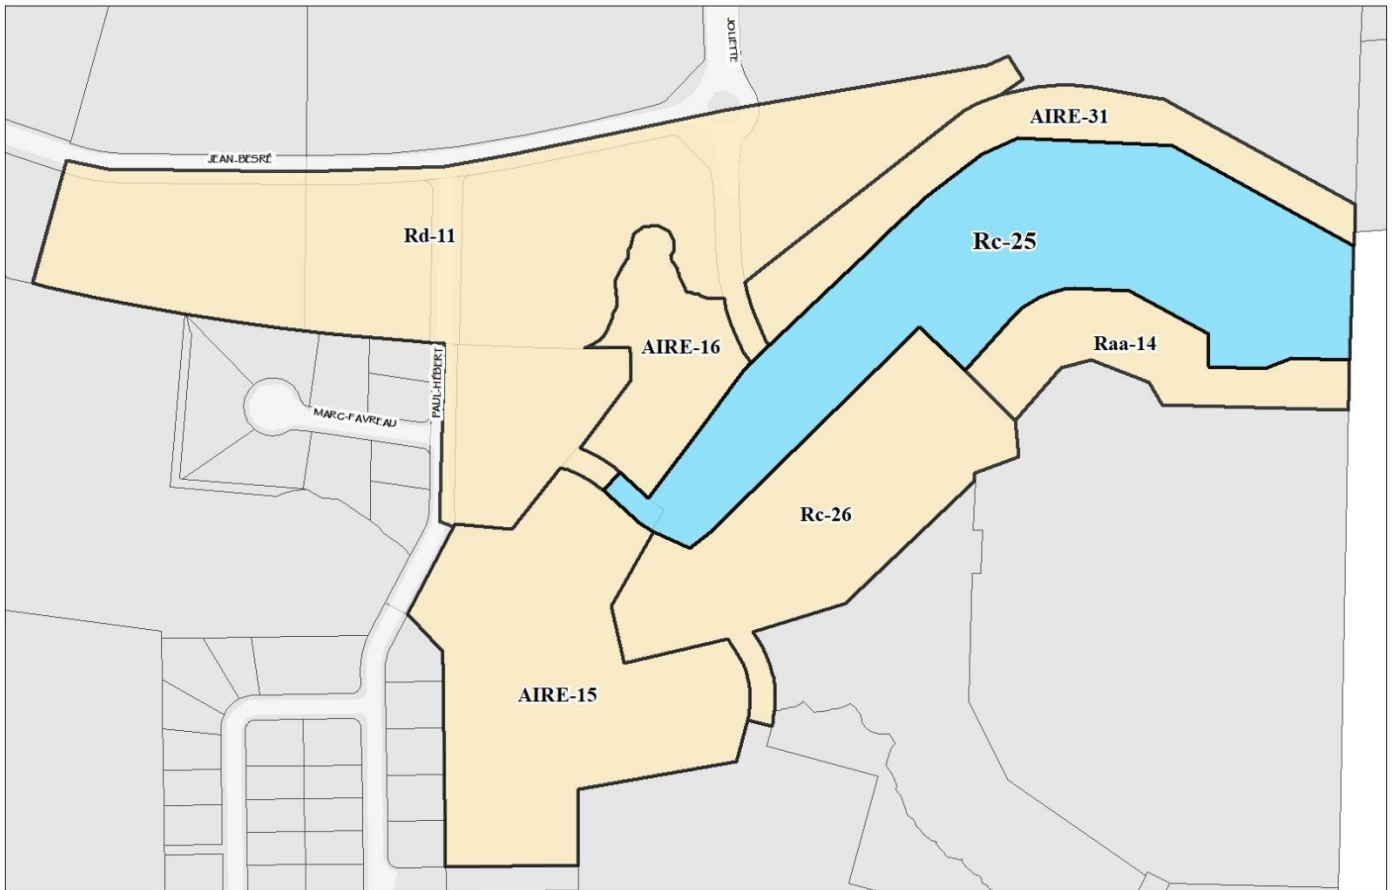 JOLIETTE
AIRE-31
JEAN-BESRÉ
Rd-11
Rc-25
AIRE-16
Raa-14
PAUL-HÉBERT
MARC-FAVREAU
Rc-26
AIRE-15